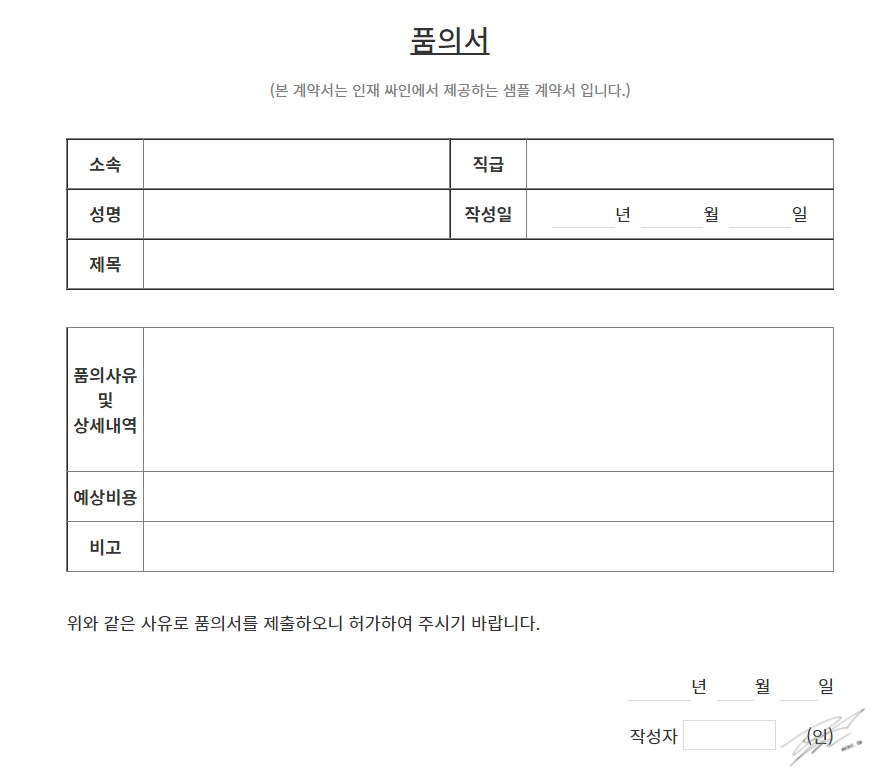 품의서
(본 계약서는 인재 싸인에서 제공하는 샘플 계약서 입니다.)
소속 직급
성명 작성일 년 월 일
제목
품의사유
및
상세내역
예상비용
비고
위와 같은 사유로 품의서를 제출하오니 허가하여 주시기 바랍니다.
년 월 일
작성자 (인)